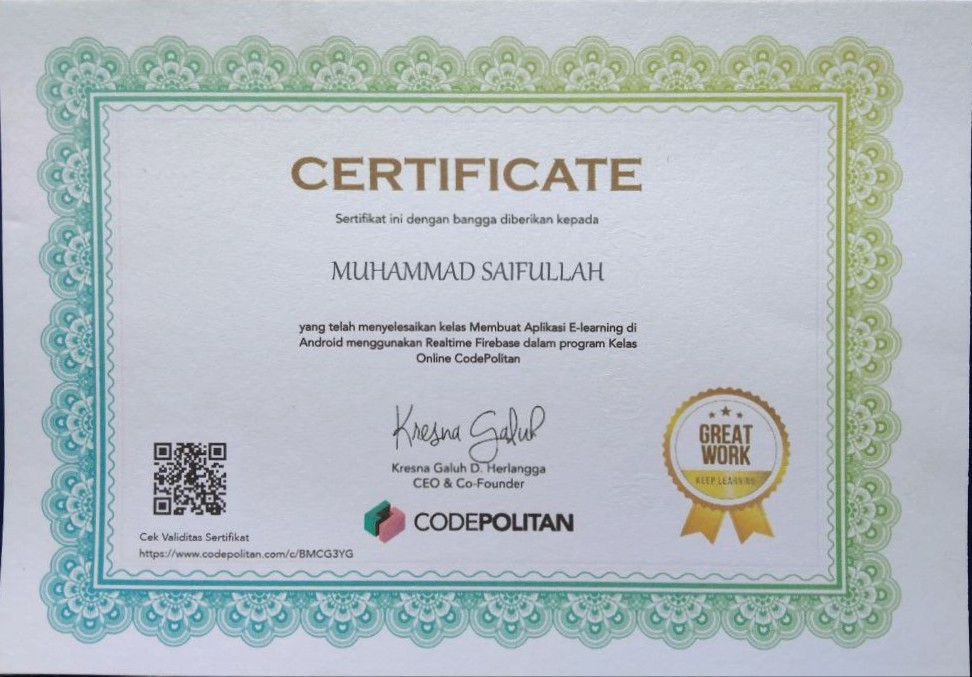 CERTIFICATE
Sertifikat ini dengan bangga diberikan kepada
MUHAMMAD SAIFULLAH
yang telah menyelesaikan kelas Membuat Aplikasi E-learning di
Android menggunakan Realtime Firebase dalam program Kelas
Online CodePolitan
Kresna Galuh
Kresna Galuh D. Herlangga
CEO & Co-Founder
CODEPOLITAN
GREAT
WORK
KEEP LEARNING
Cek Validitas Sertifikat
https://www.codepolitan.com/c/BMCG3YG